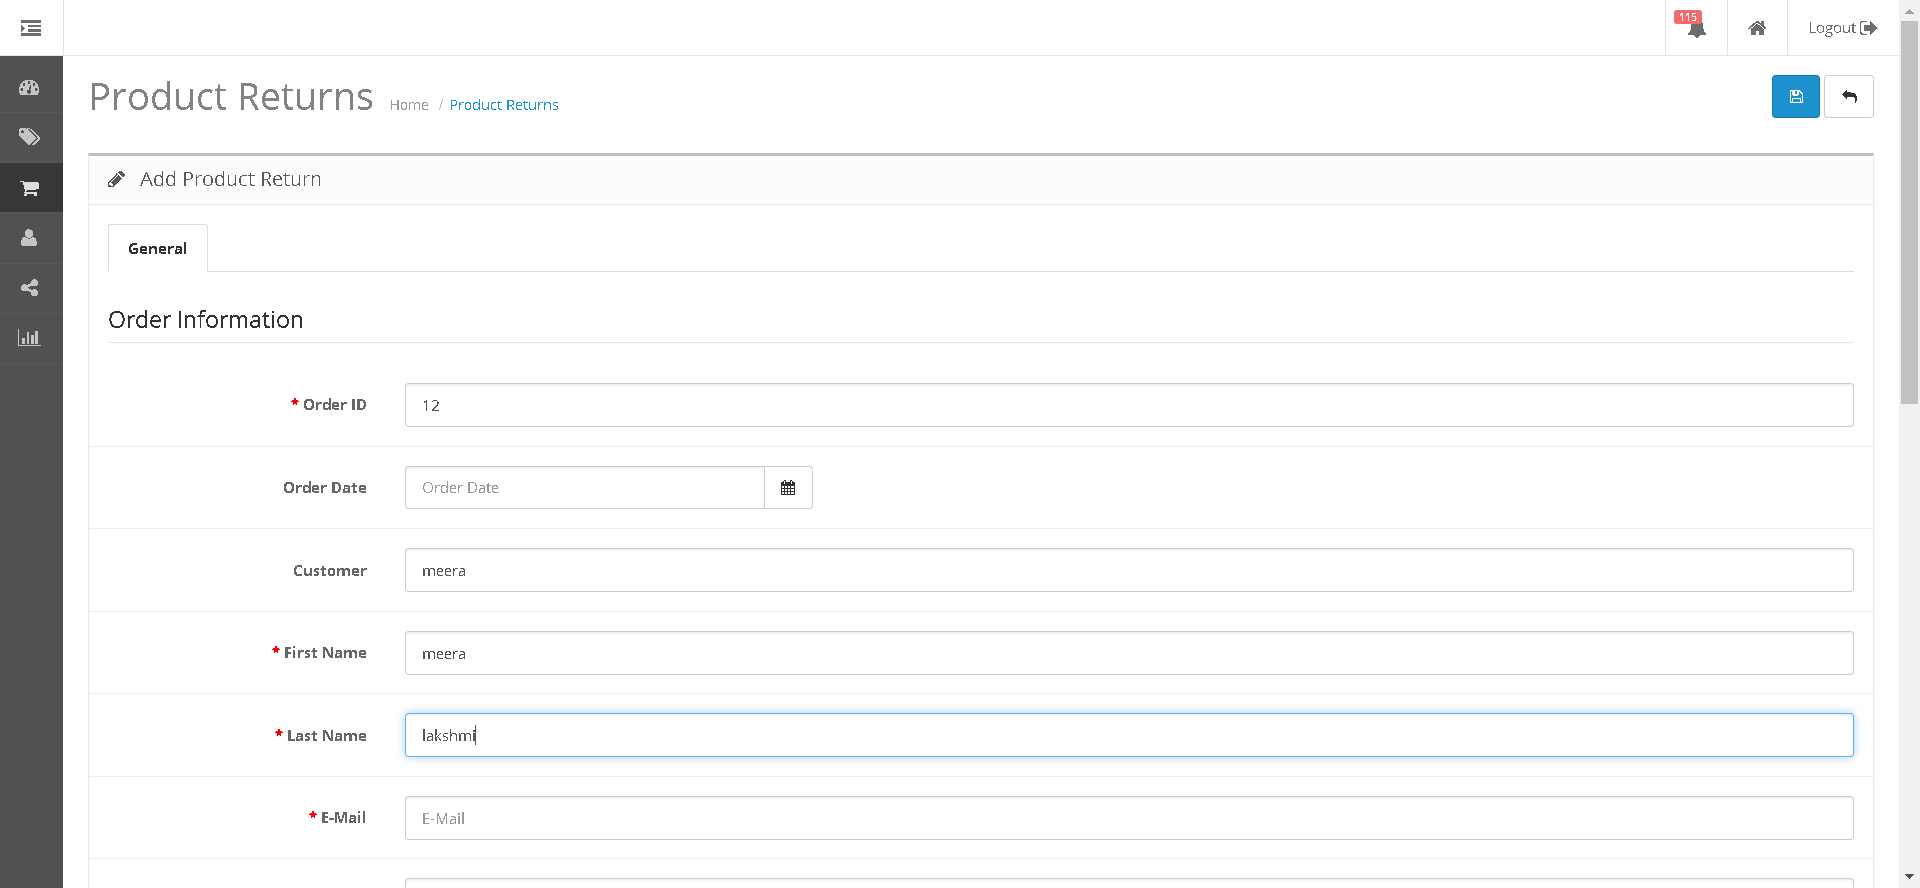 115
Logout
Product Returns
Home / Product Returns
Add Product Return
General
Order Information
* Order ID
12
Order Date
Order Date
Customer
meera
* First Name
meera
* Last Name
lakshmi
* E-Mail
E-Mail